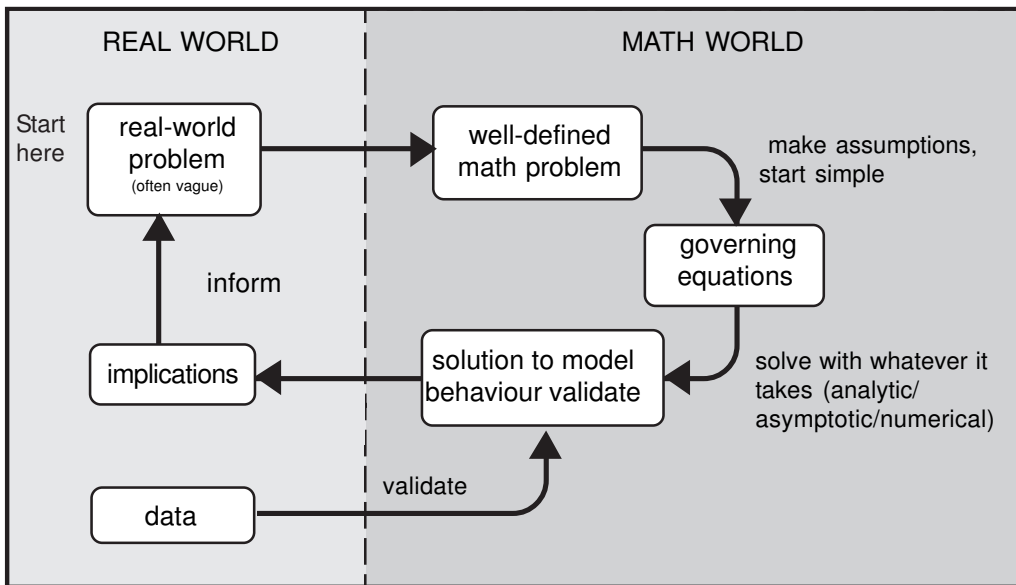 REAL WORLD
MATH WORLD
Start
here
real-world
problem
(often vague)
well-defined
math problem
make assumptions,
start simple
governing
equations
inform
implications
solution to model
behaviour validate
solve with whatever it
takes (analytic/
asymptotic/numerical)
validate
data